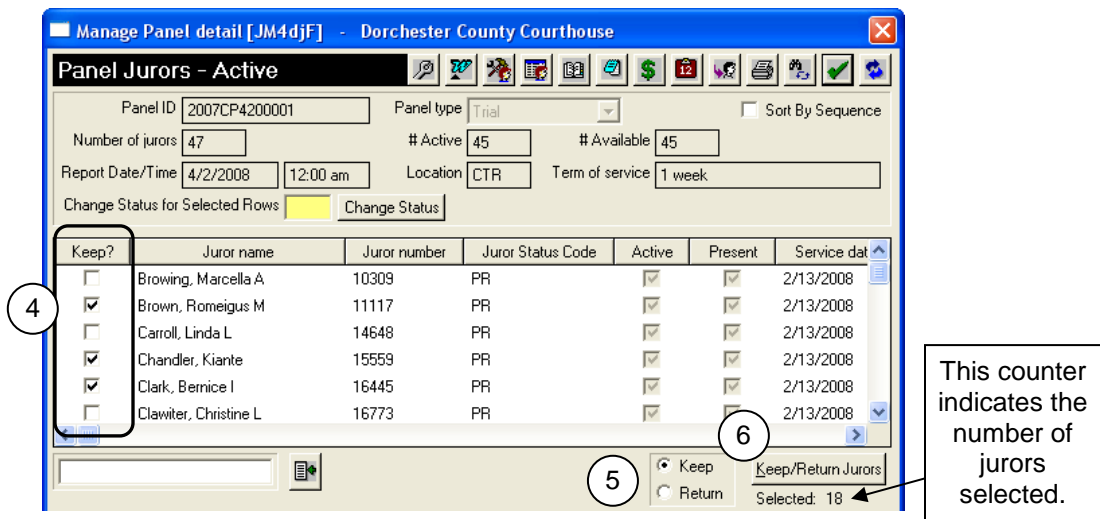 Manage Panel detail [JM4djF] - Dorchester County Courthouse
Panel Jurors - Active
12
Panel ID 2007CP4200001 Panel type Trial Sort By Sequence
Number of jurors 47 # Active 45 # Available 45
Report Date/Time 4/2/2008 12:00 am Location CTR Term of service 1 week
Change Status for Selected Rows Change Status
Keep? Juror name Juror number Juror Status Code Active Present Service dat
Browing, Marcella A 10309 PR 2/13/2008
4 Brown, Romeigus M 11117 PR 2/13/2008
Carroll, Linda L 14648 PR 2/13/2008
Chandler, Kiante 15559 PR 2/13/2008
Clark, Bernice I 16445 PR 2/13/2008
Clawiter, Christine L 16773 PR 2/13/2008
6
5 Keep Keep/Return Jurors
Return Selected: 18
This counter
indicates the
number of
jurors
selected.